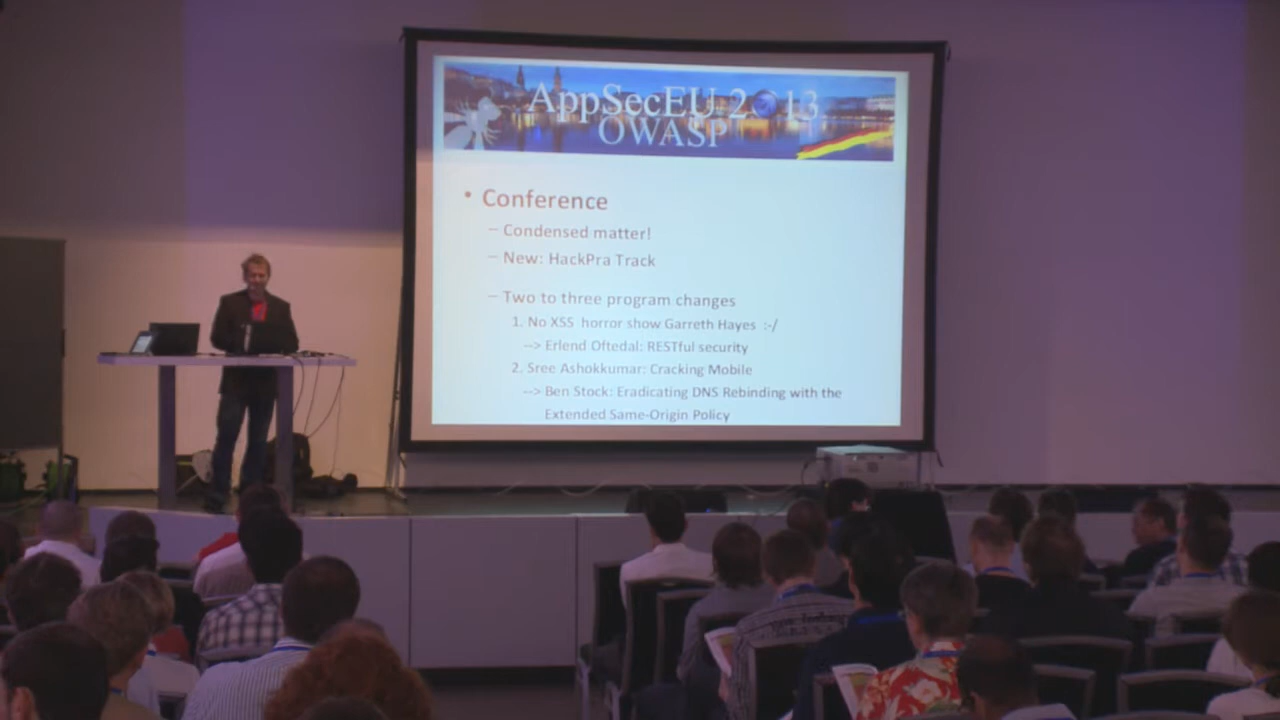 AppSecEU 2013
OWASP
• Conference
– Condensed matter!
– New: HackPra Track
– Two to three program changes
1. No XSS horror show Garreth Hayes :-/
--> Erlend Oftedal: RESTful security
2. Sree Ashokkumar: Cracking Mobile
--> Ben Stock: Eradicating DNS Rebinding with the
Extended Same-Origin Policy